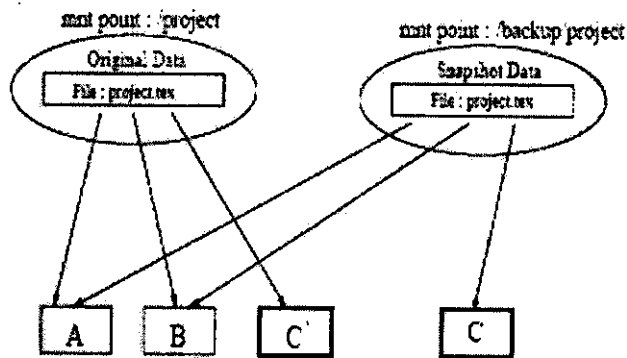 mnt point : /project
Original Data
File : project.tex
mnt point : /backup/project
Snapshot Data
File : project.tex
A
B
C'
C